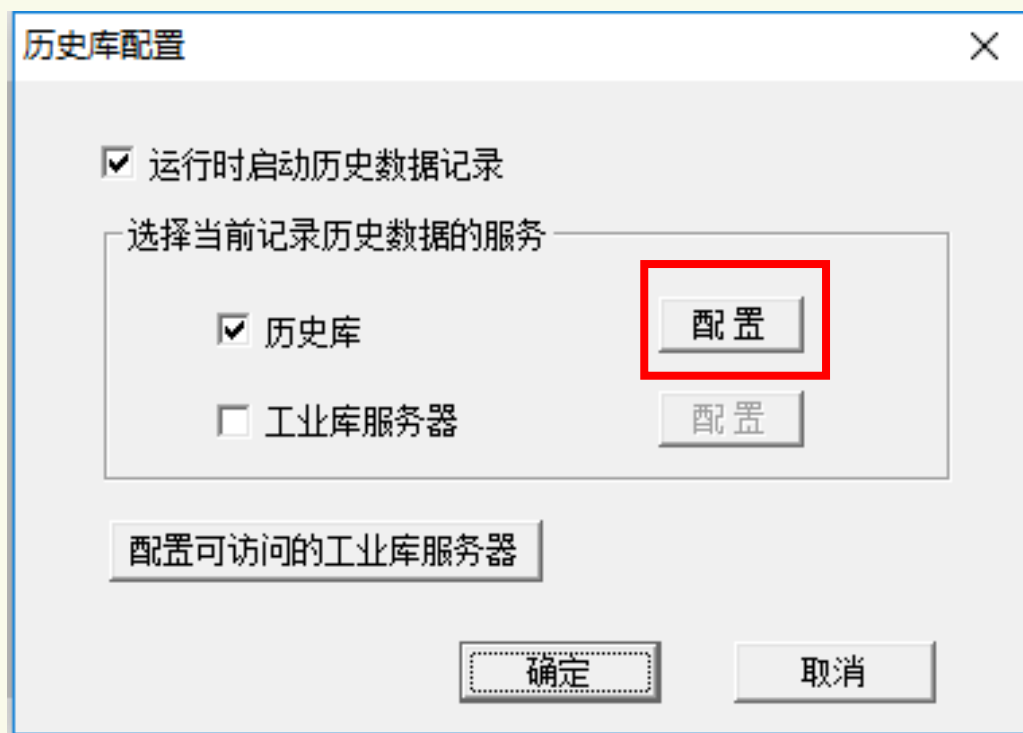 历史库配置
运行时启动历史数据记录
选择当前记录历史数据的服务
历史库
配 置
工业库服务器
配 置
配置可访问的工业库服务器
确定
取消